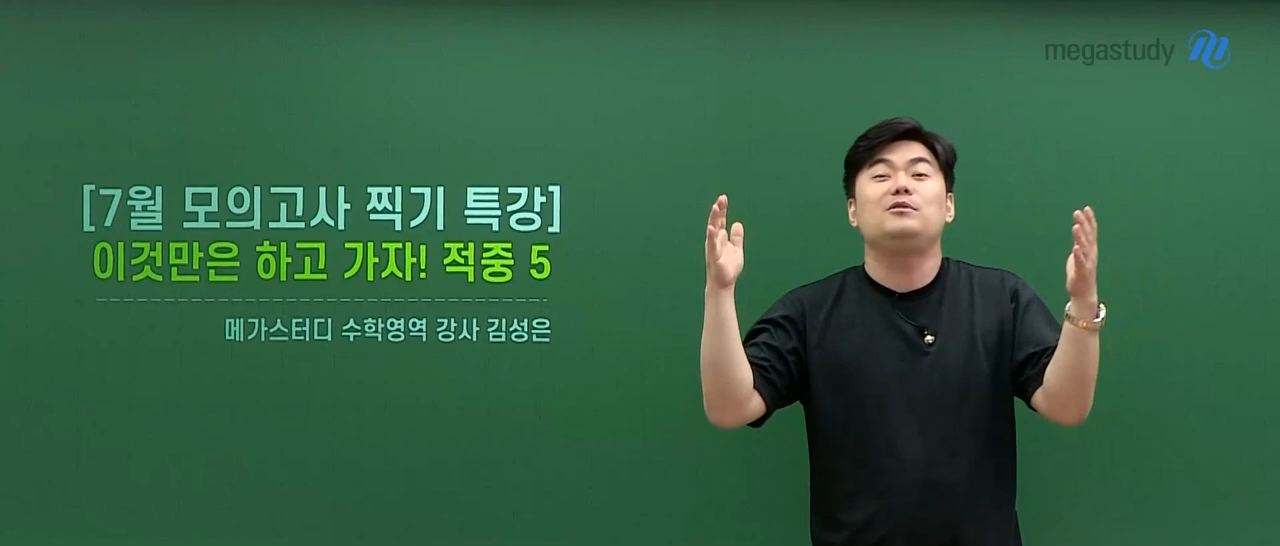 megastudy
[7월 모의고사 찍기 특강]
이것만은 하고 가자! 적중 5
메가스터디 수학영역 강사 김성은